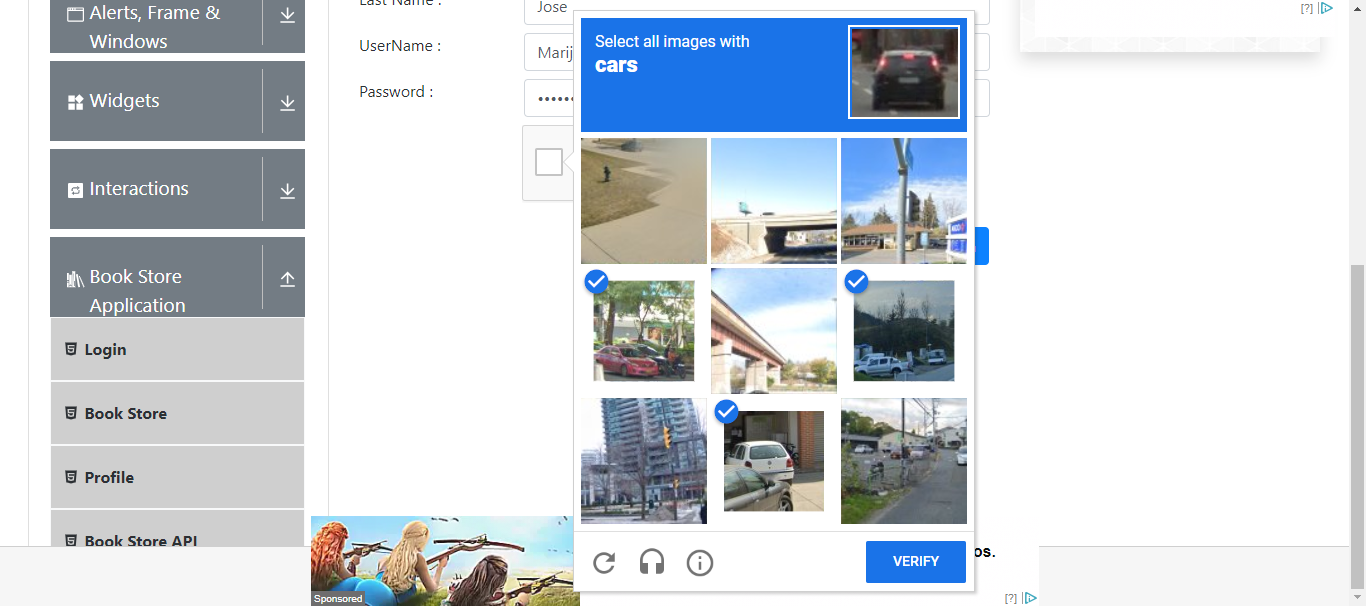 Alerts, Frame &
Windows
Widgets
Interactions
Book Store
Application
Login
Book Store
Profile
Book Store API
Last Name :
Jose
UserName :
Marij
Password :
••••••
Select all images with
cars
VERIFY
os.
Sponsored
[?]
[?]